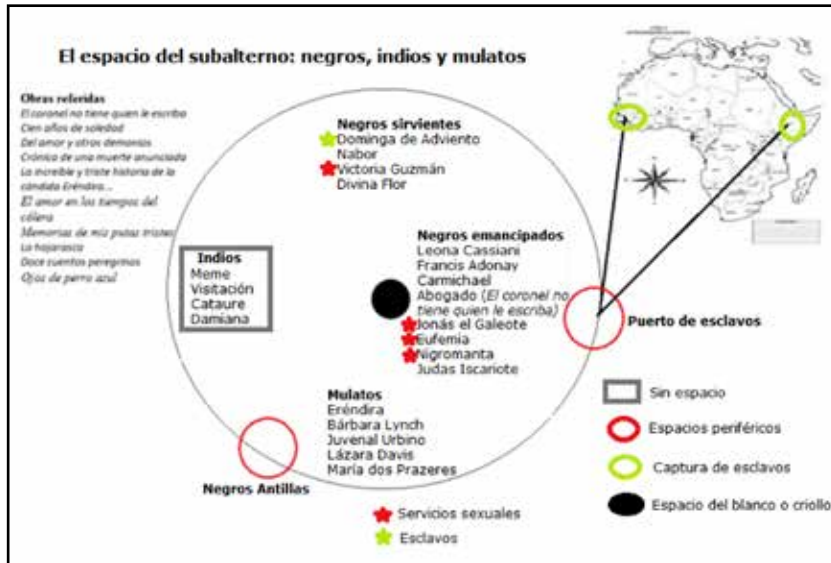 El espacio del subalterno: negros, indios y mulatos
Obras referidas
El coronel no tiene quien le escriba
Cien años de soledad
Del amor y otros demonios
Crónica de una muerte anunciada
La increíble y triste historia de la
cándida Eréndira...
El amor en los tiempos del
cólera
Memorias de mis putas tristes
La hojarasca
Doce cuentos peregrinos
Ojos de perro azul
Negros sirvientes
Dominga de Adviento
Nabor
Victoria Guzmán
Divina Flor
Indios
Meme
Visitación
Cataure
Damiana
Negros emancipados
Leona Cassiani
Francis Adonay
Carmichael
Abogado (El coronel no
tiene quien le escriba)
Jonás el Galeote
Eufemia
Nigromanta
Judas Iscariote
Puerto de esclavos
Mulatos
Eréndira
Bárbara Lynch
Juvenal Urbino
Lázara Davis
María dos Prazeres
Negros Antillas
Sin espacio
Espacios periféricos
Captura de esclavos
Espacio del blanco o criollo
Servicios sexuales
Esclavos